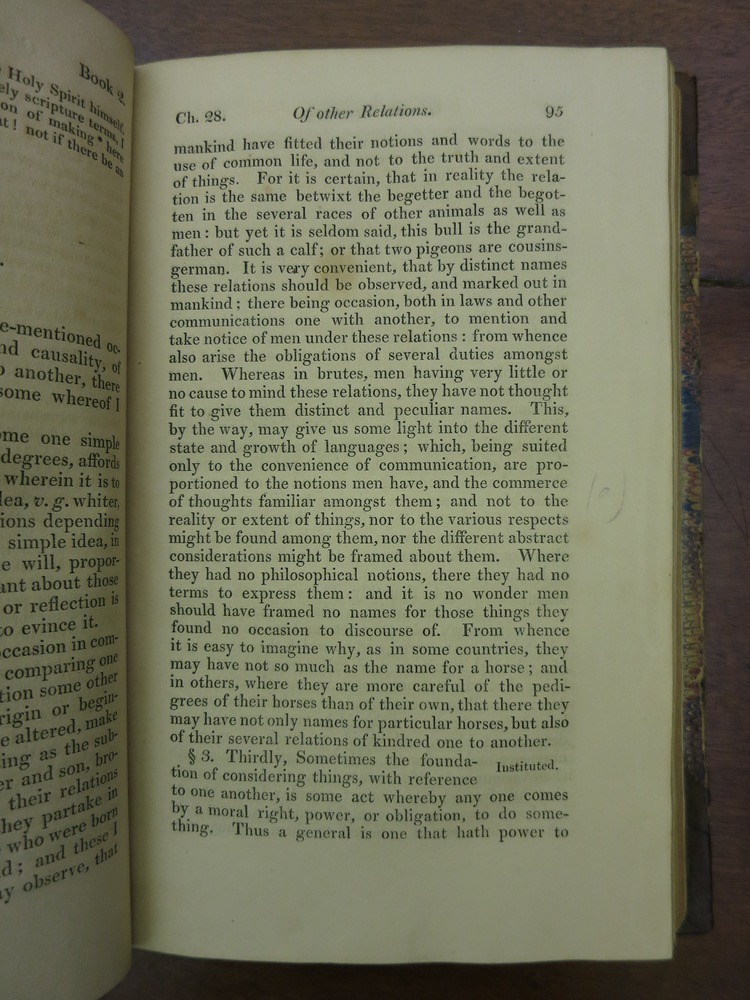 Book 2.
Holy Spirit himself,
ely scripture terms, I
on of making * here
at! not if there be an
e-mentioned oc-
nd causality, of
o another, there
some whereof I
me one simple
degrees, affords
wherein it is to
lea, v. g. whiter,
ions depending
simple idea, in
e will, propor-
ant about those
or reflection is
to evince it.
occasion in com-
comparing one
tion some other
rigin or begin-
e altered, make
ing as the sub-
er and son, bro-
their relations
hey partake in
who were born
d; and these I
ay observe, that
Ch. 28. Of other Relations. 95
mankind have fitted their notions and words to the
use of common life, and not to the truth and extent
of things. For it is certain, that in reality the rela-
tion is the same betwixt the begetter and the begot-
ten in the several races of other animals as well as
men: but yet it is seldom said, this bull is the grand-
father of such a calf; or that two pigeons are cousins-
german. It is very convenient, that by distinct names
these relations should be observed, and marked out in
mankind; there being occasion, both in laws and other
communications one with another, to mention and
take notice of men under these relations: from whence
also arise the obligations of several duties amongst
men. Whereas in brutes, men having very little or
no cause to mind these relations, they have not thought
fit to give them distinct and peculiar names. This,
by the way, may give us some light into the different
state and growth of languages; which, being suited
only to the convenience of communication, are pro-
portioned to the notions men have, and the commerce
of thoughts familiar amongst them; and not to the
reality or extent of things, nor to the various respects
might be found among them, nor the different abstract
considerations might be framed about them. Where
they had no philosophical notions, there they had no
terms to express them: and it is no wonder men
should have framed no names for those things they
found no occasion to discourse of. From whence
it is easy to imagine why, as in some countries, they
may have not so much as the name for a horse; and
in others, where they are more careful of the pedi-
grees of their horses than of their own, that there they
may have not only names for particular horses, but also
of their several relations of kindred one to another.
§ 3. Thirdly, Sometimes the founda- Instituted.
tion of considering things, with reference
to one another, is some act whereby any one comes
by a moral right, power, or obligation, to do some-
thing. Thus a general is one that hath power to